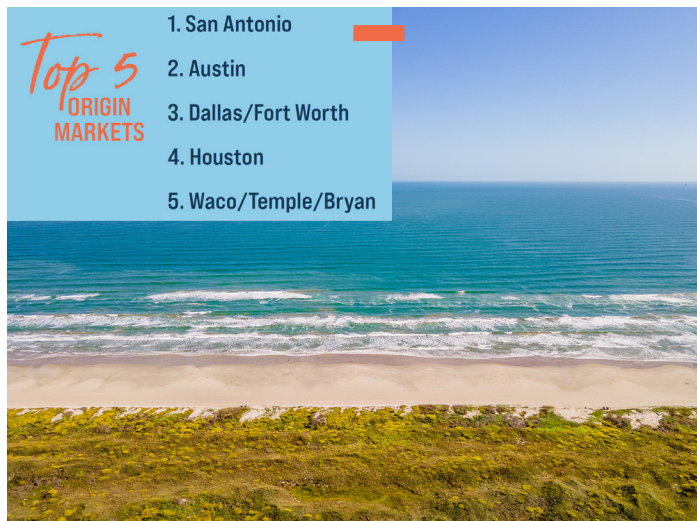 Top 5
ORIGIN
MARKETS
1. San Antonio
2. Austin
3. Dallas/Fort Worth
4. Houston
5. Waco/Temple/Bryan